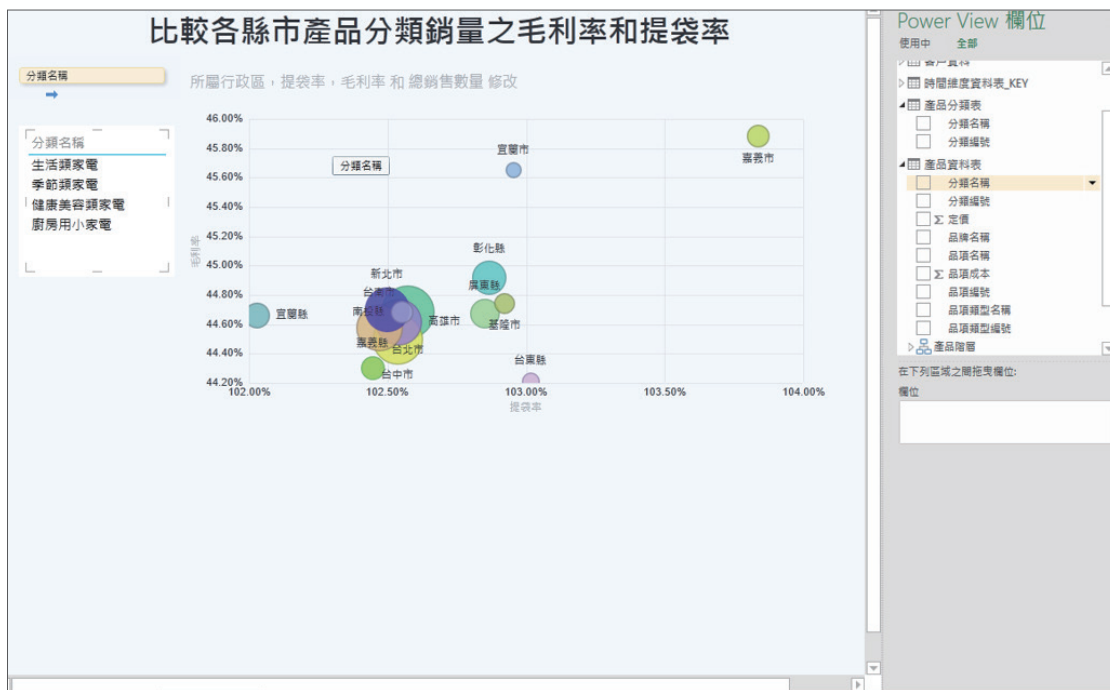 比較各縣市產品分類銷量之毛利率和提袋率
分類名稱
分類名稱
生活類家電
季節類家電
健康美容類家電
廚房用小家電
所屬行政區，提袋率，毛利率 和 總銷售數量 修改
46.00%
45.80%
45.60%
45.40%
45.20%
45.00%
44.80%
44.60%
44.40%
44.20%
毛利率
分類名稱
宜蘭市
嘉義市
彰化縣
新北市
廣東縣
台南市
南投縣
宜蘭縣
高雄市
基隆市
嘉義縣
台北市
台東縣
台中市
102.00%
102.50%
103.00%
103.50%
104.00%
提袋率
Power View 欄位
使用中 全部
客戶資料
時間維度資料表_KEY
產品分類表
分類名稱
分類編號
產品資料表
分類名稱
分類編號
Σ 定價
品牌名稱
品項名稱
Σ 品項成本
品項編號
品項類型名稱
品項類型編號
產品階層
在下列區域之間拖曳欄位:
欄位